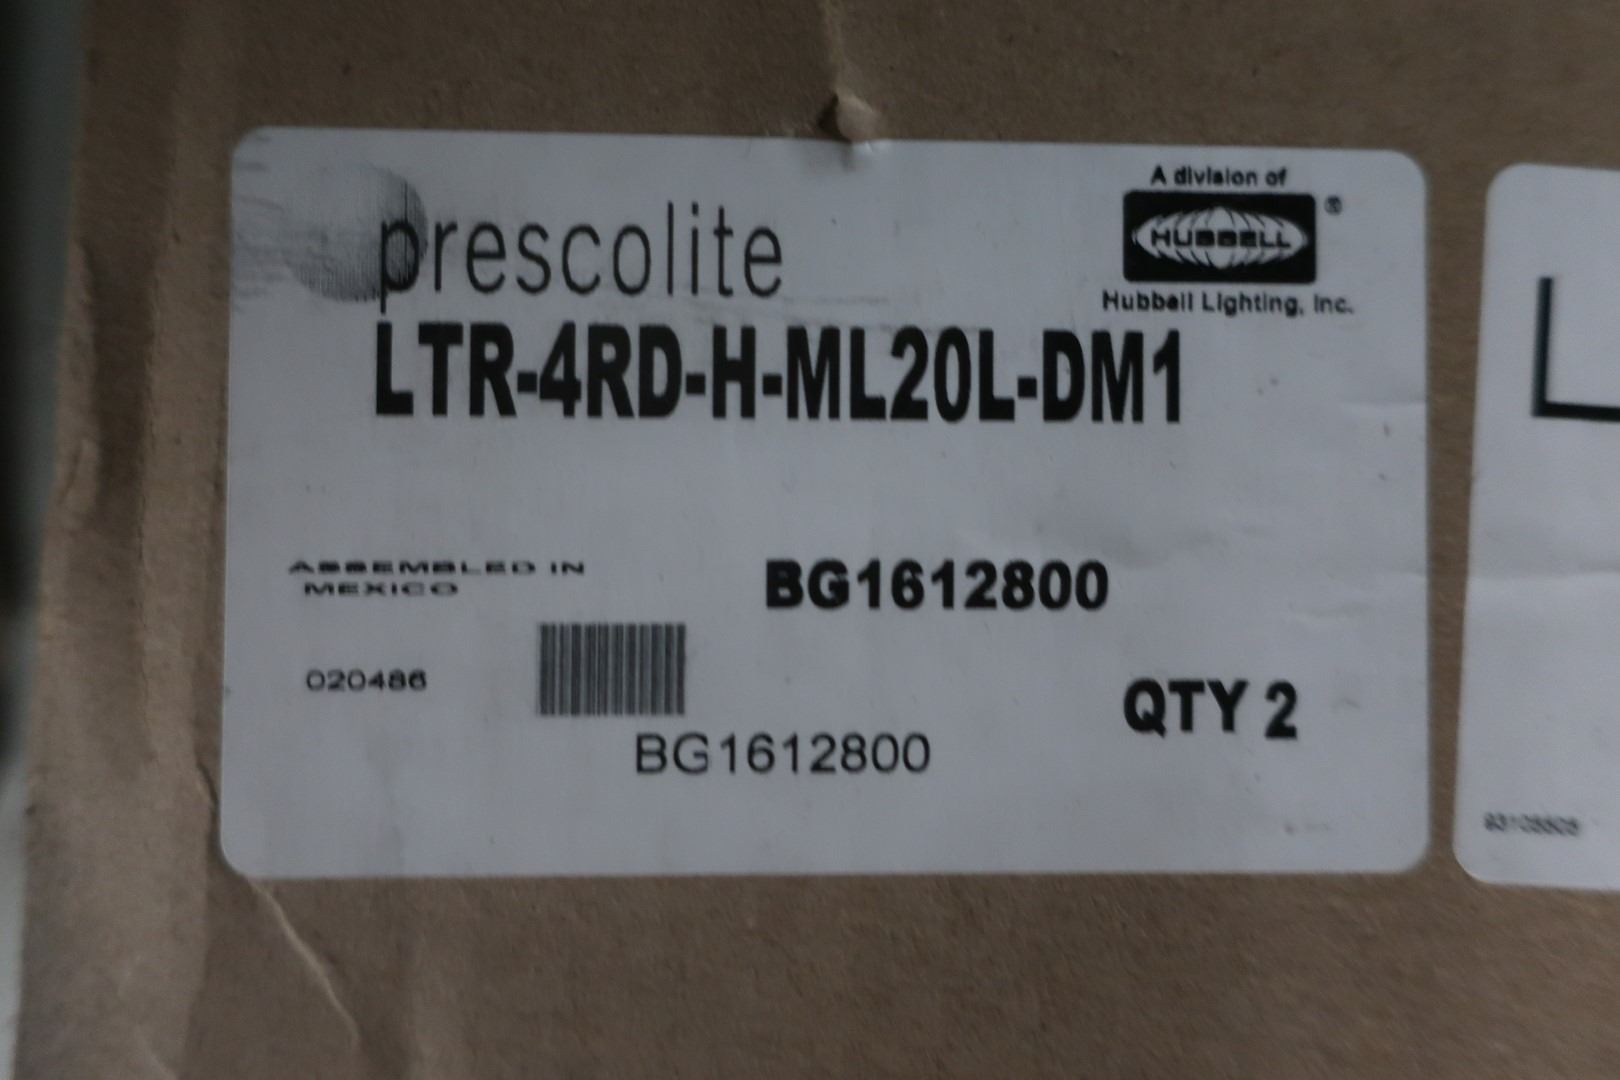 A division of
HUBBELL ®
Hubbell Lighting, Inc.
prescolite
LTR-4RD-H-ML20L-DM1
ASSEMBLED IN
MEXICO
BG1612800
020486
QTY 2
BG1612800
L